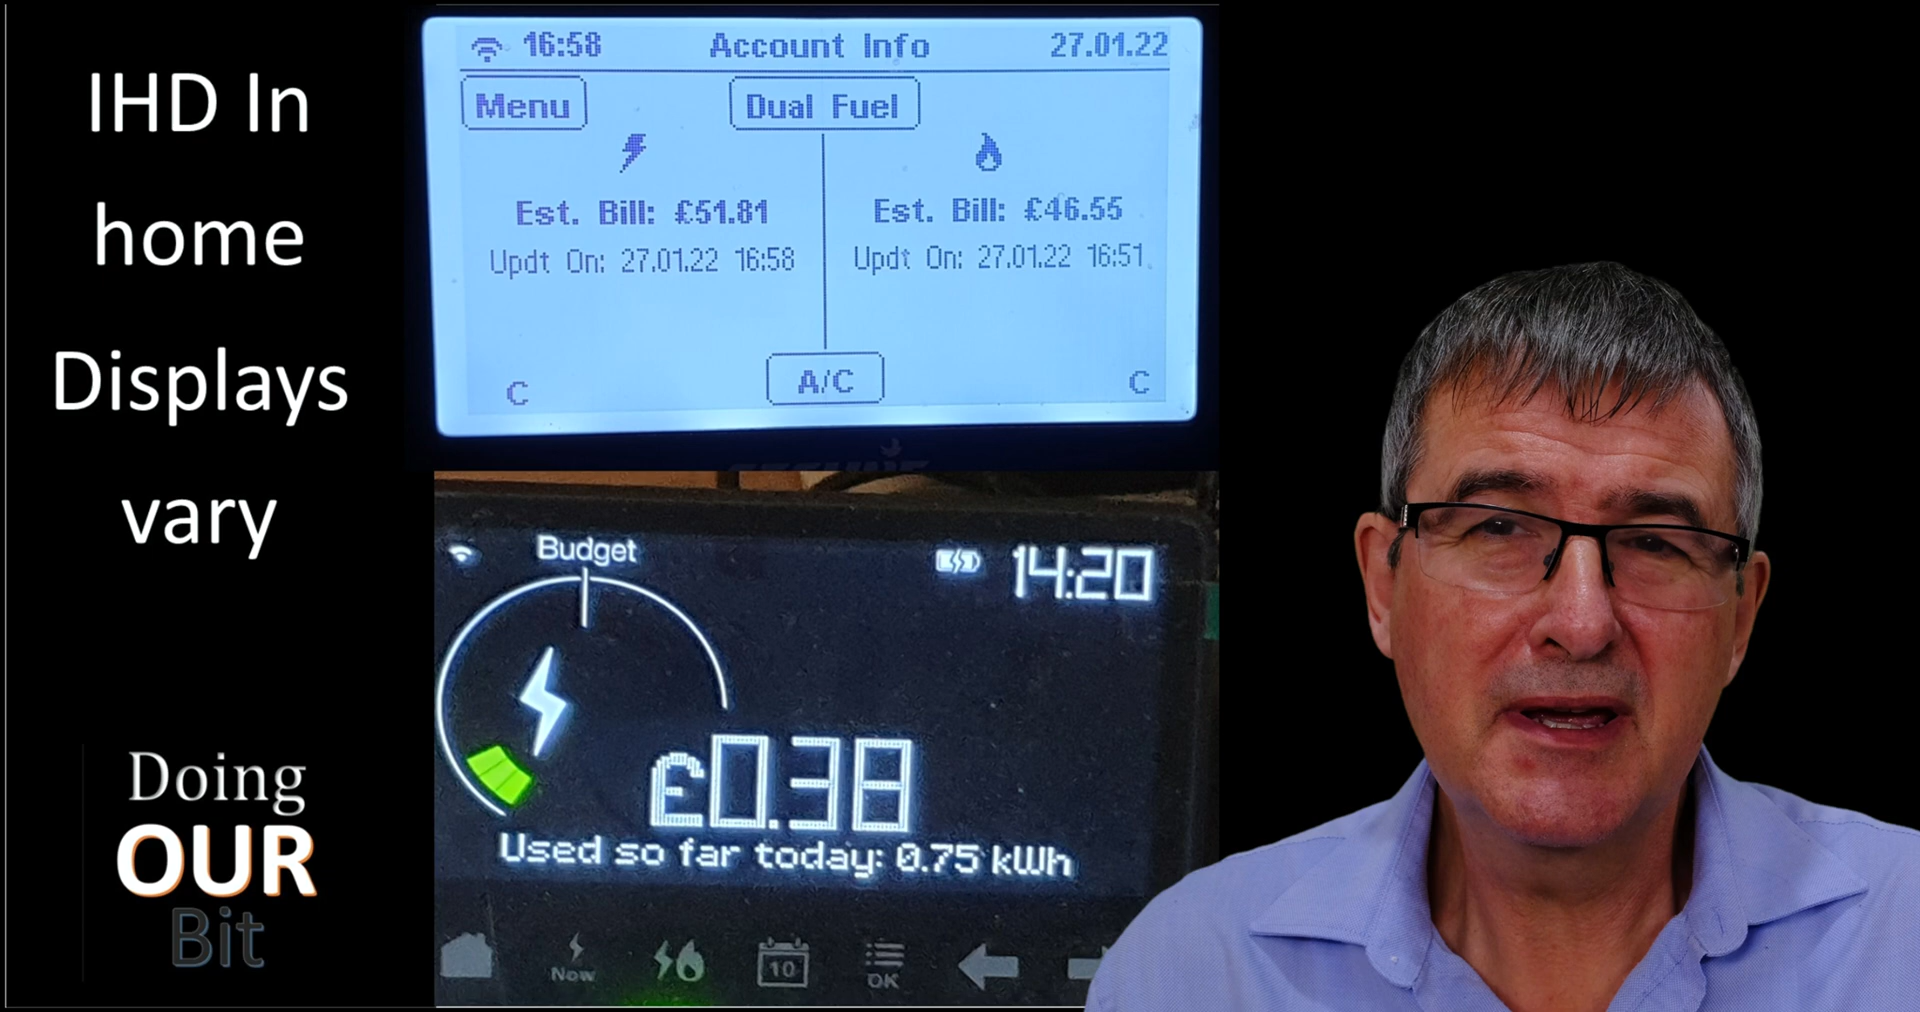 IHD In
home
Displays
vary
16:58 Account Info 27.01.22
Menu Dual Fuel
Est. Bill: £51.81
Updt On: 27.01.22 16:58
Est. Bill: £46.55
Updt On: 27.01.22 16:51
C A/C C
Budget
14:20
£0.38
Used so far today: 0.75 kWh
Now
10
OK
Doing
OUR
Bit